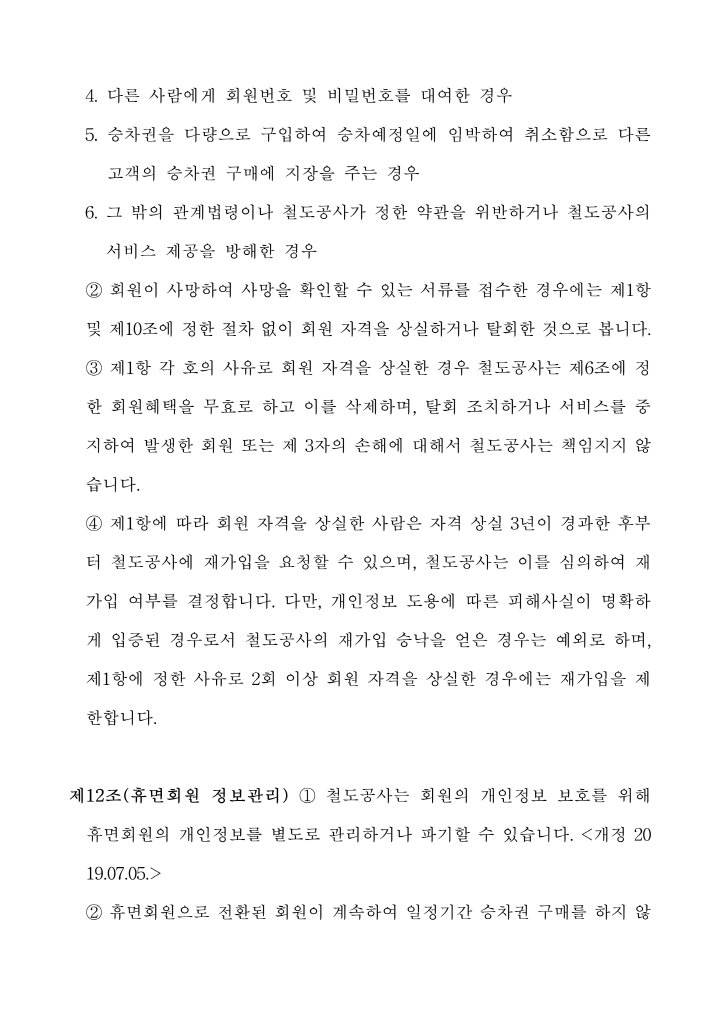 4. 다른 사람에게 회원번호 및 비밀번호를 대여한 경우
5. 승차권을 다량으로 구입하여 승차예정일에 임박하여 취소함으로 다른
고객의 승차권 구매에 지장을 주는 경우
6. 그 밖의 관계법령이나 철도공사가 정한 약관을 위반하거나 철도공사의
서비스 제공을 방해한 경우
② 회원이 사망하여 사망을 확인할 수 있는 서류를 접수한 경우에는 제1항
및 제10조에 정한 절차 없이 회원 자격을 상실하거나 탈회한 것으로 봅니다.
③ 제1항 각 호의 사유로 회원 자격을 상실한 경우 철도공사는 제6조에 정
한 회원혜택을 무효로 하고 이를 삭제하며, 탈회 조치하거나 서비스를 중
지하여 발생한 회원 또는 제 3자의 손해에 대해서 철도공사는 책임지지 않
습니다.
④ 제1항에 따라 회원 자격을 상실한 사람은 자격 상실 3년이 경과한 후부
터 철도공사에 재가입을 요청할 수 있으며, 철도공사는 이를 심의하여 재
가입 여부를 결정합니다. 다만, 개인정보 도용에 따른 피해사실이 명확하
게 입증된 경우로서 철도공사의 재가입 승낙을 얻은 경우는 예외로 하며,
제1항에 정한 사유로 2회 이상 회원 자격을 상실한 경우에는 재가입을 제
한합니다.
제12조(휴면회원 정보관리) ① 철도공사는 회원의 개인정보 보호를 위해
휴면회원의 개인정보를 별도로 관리하거나 파기할 수 있습니다. <개정 20
19.07.05.>
② 휴면회원으로 전환된 회원이 계속하여 일정기간 승차권 구매를 하지 않